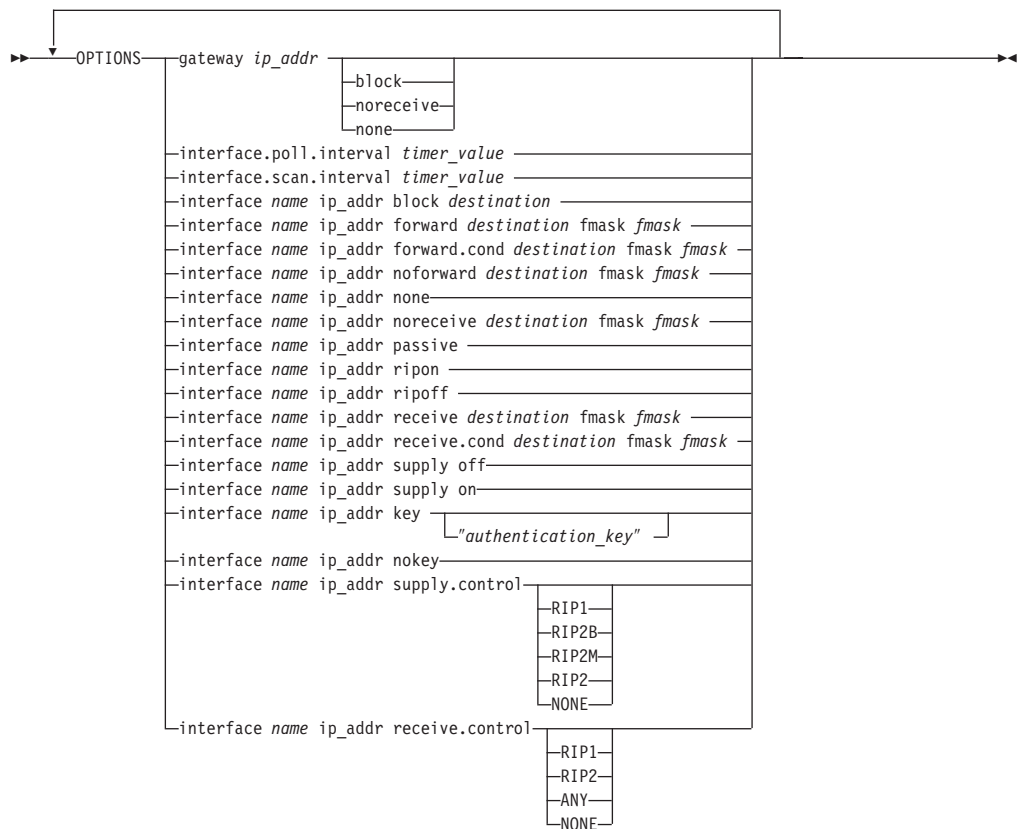 OPTIONS gateway ip_addr
block
noreceive
none
interface.poll.interval timer_value
interface.scan.interval timer_value
interface name ip_addr block destination
interface name ip_addr forward destination fmask fmask
interface name ip_addr forward.cond destination fmask fmask
interface name ip_addr noforward destination fmask fmask
interface name ip_addr none
interface name ip_addr noreceive destination fmask fmask
interface name ip_addr passive
interface name ip_addr ripon
interface name ip_addr ripoff
interface name ip_addr receive destination fmask fmask
interface name ip_addr receive.cond destination fmask fmask
interface name ip_addr supply off
interface name ip_addr supply on
interface name ip_addr key
"authentication_key"
interface name ip_addr nokey
interface name ip_addr supply.control
RIP1
RIP2B
RIP2M
RIP2
NONE
interface name ip_addr receive.control
RIP1
RIP2
ANY
NONE